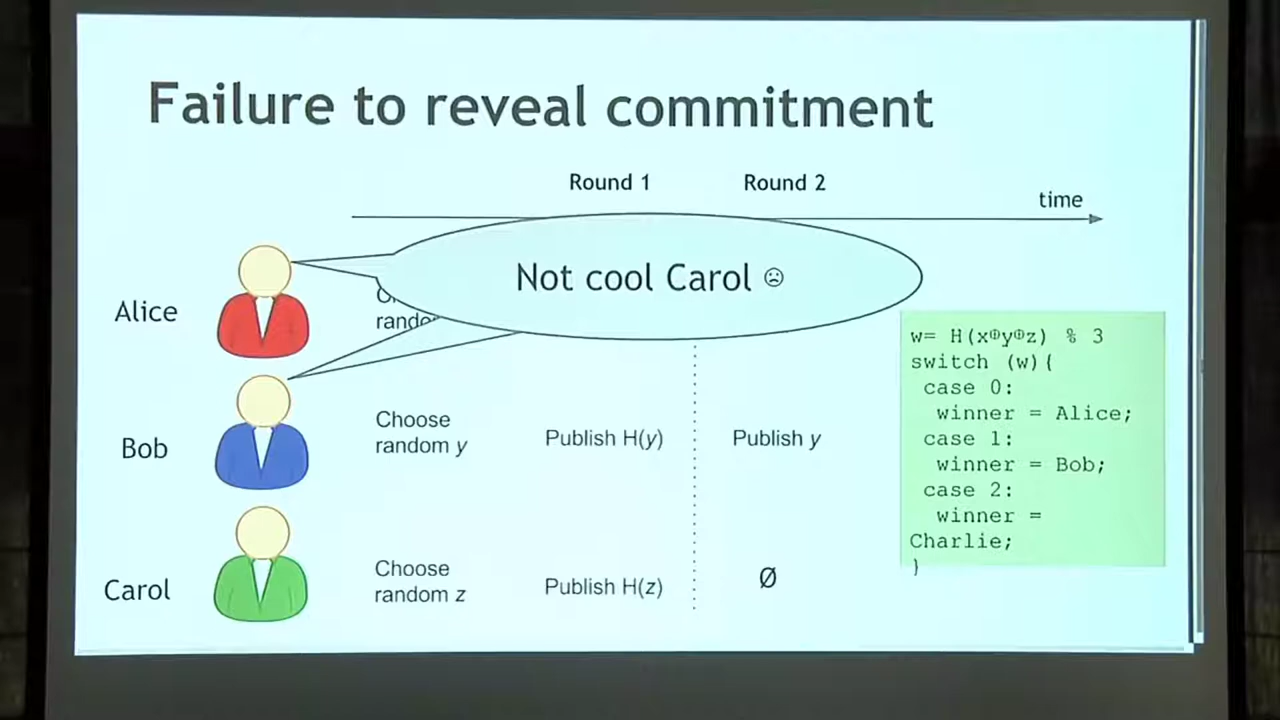 Failure to reveal commitment
Round 1
Round 2
time
Not cool Carol ☹
Alice
rando
w= H(x⊕y⊕z) % 3
switch (w){
case 0:
winner = Alice;
case 1:
winner = Bob;
case 2:
winner =
Charlie;
}
Bob
Choose
random y
Publish H(y)
Publish y
Carol
Choose
random z
Publish H(z)
Ø